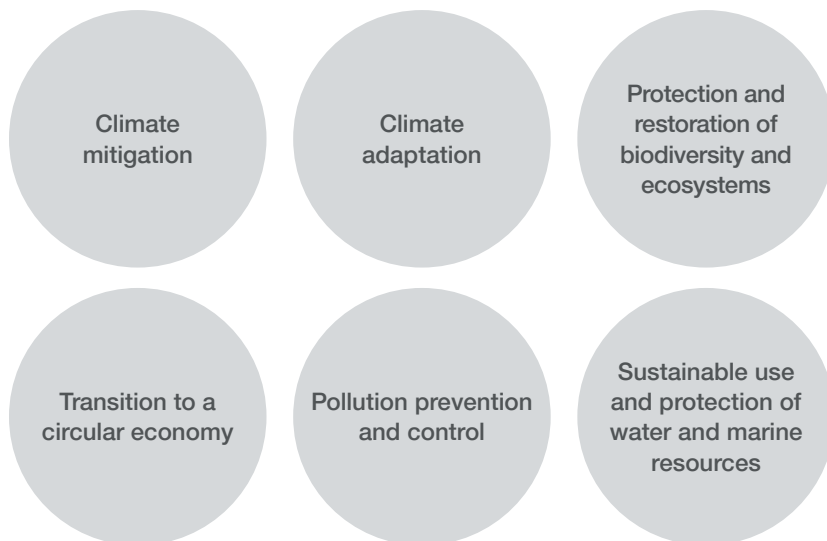 Climate
mitigation
Climate
adaptation
Protection and
restoration of
biodiversity and
ecosystems
Transition to a
circular economy
Pollution prevention
and control
Sustainable use
and protection of
water and marine
resources